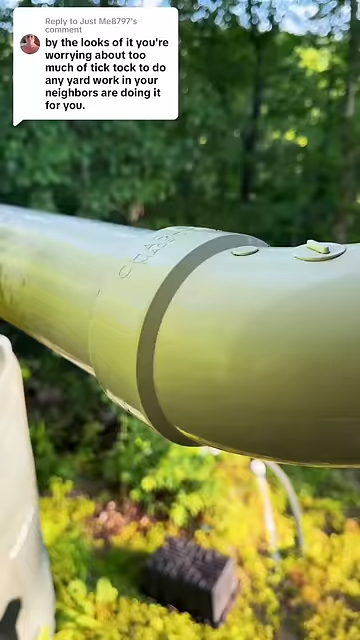 Reply to Just Me8797's
comment
by the looks of it you're
worrying about too
much of tick tock to do
any yard work in your
neighbors are doing it
for you.